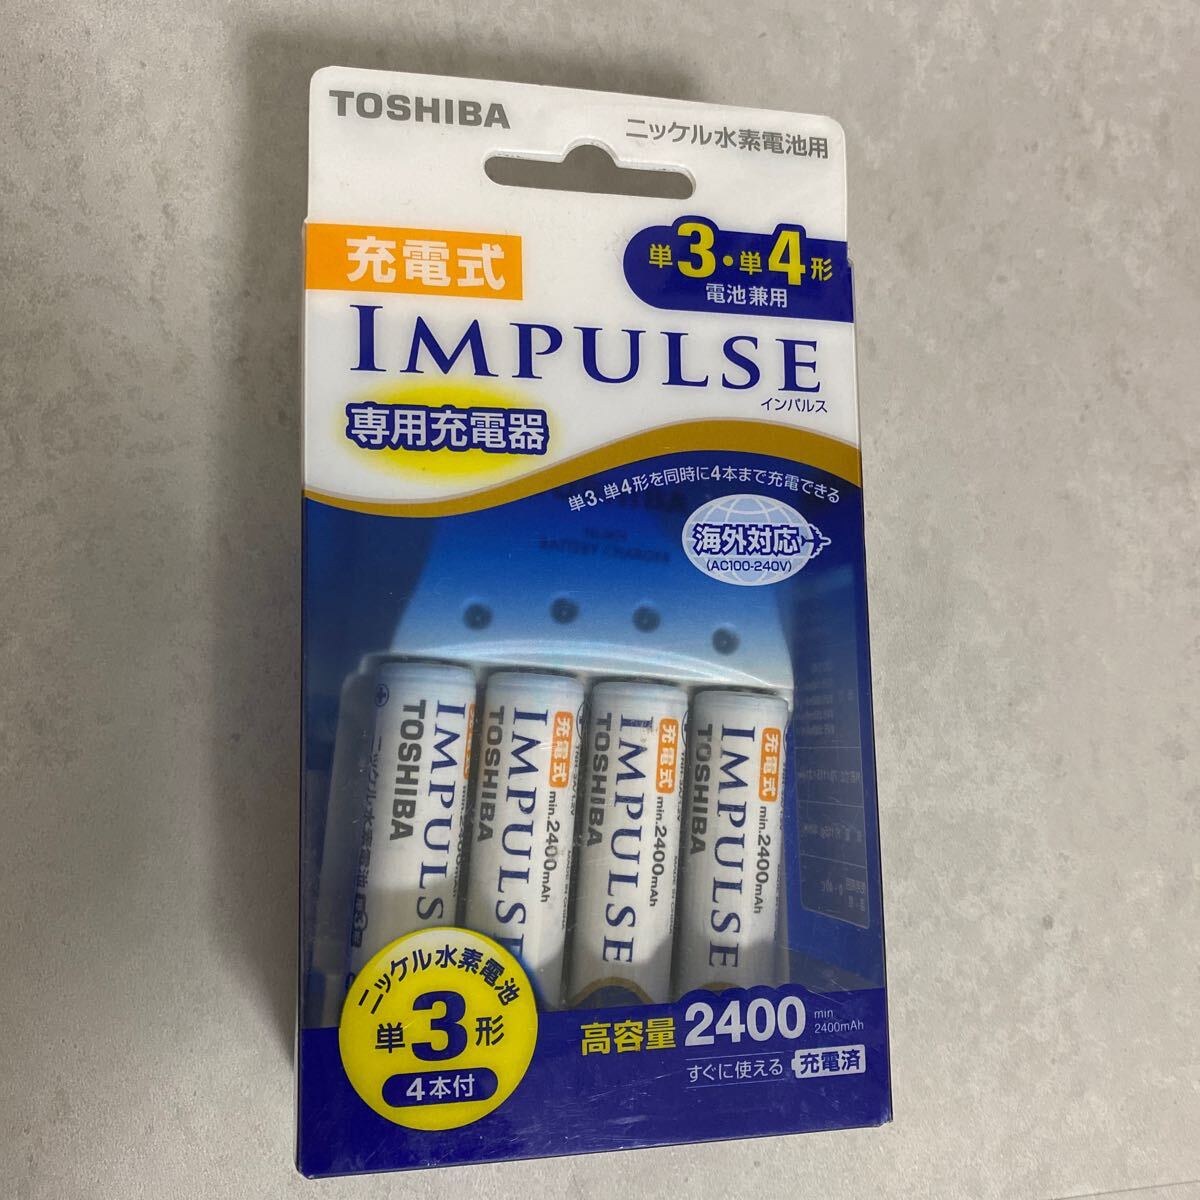 TOSHIBA
ニッケル水素電池用
充電式
単3・単4形
電池兼用
IMPULSE
インパルス
専用充電器
単3、単4形を同時に4本まで充電できる
海外対応
(AC100-240V)
TOSHIBA
IMPULSE
ニッケル水素電池
充電式
IMPULSE
TOSHIBA
min.2400mAh
充電式
IMPULSE
TOSHIBA
min.2400mAh
充電式
IMPULSE
TOSHIBA
min.2400mAh
ニッケル水素電池
単3形
4本付
高容量 2400 min 2400mAh
すぐに使える 充電済